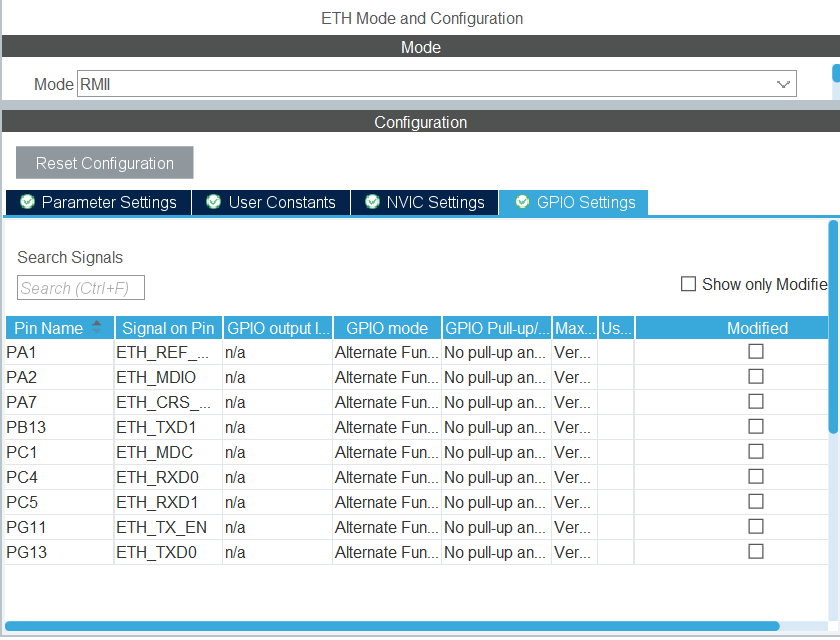 ETH Mode and Configuration
Mode
Mode RMII
Configuration
Reset Configuration
Parameter Settings User Constants NVIC Settings GPIO Settings
Search Signals
Search (Ctrl+F) Show only Modifie
Pin Name Signal on Pin GPIO output l... GPIO mode GPIO Pull-up/... Max... Us... Modified
PA1 ETH_REF_... n/a Alternate Fun... No pull-up an... Ver...
PA2 ETH_MDIO n/a Alternate Fun... No pull-up an... Ver...
PA7 ETH_CRS_... n/a Alternate Fun... No pull-up an... Ver...
PB13 ETH_TXD1 n/a Alternate Fun... No pull-up an... Ver...
PC1 ETH_MDC n/a Alternate Fun... No pull-up an... Ver...
PC4 ETH_RXD0 n/a Alternate Fun... No pull-up an... Ver...
PC5 ETH_RXD1 n/a Alternate Fun... No pull-up an... Ver...
PG11 ETH_TX_EN n/a Alternate Fun... No pull-up an... Ver...
PG13 ETH_TXD0 n/a Alternate Fun... No pull-up an... Ver...